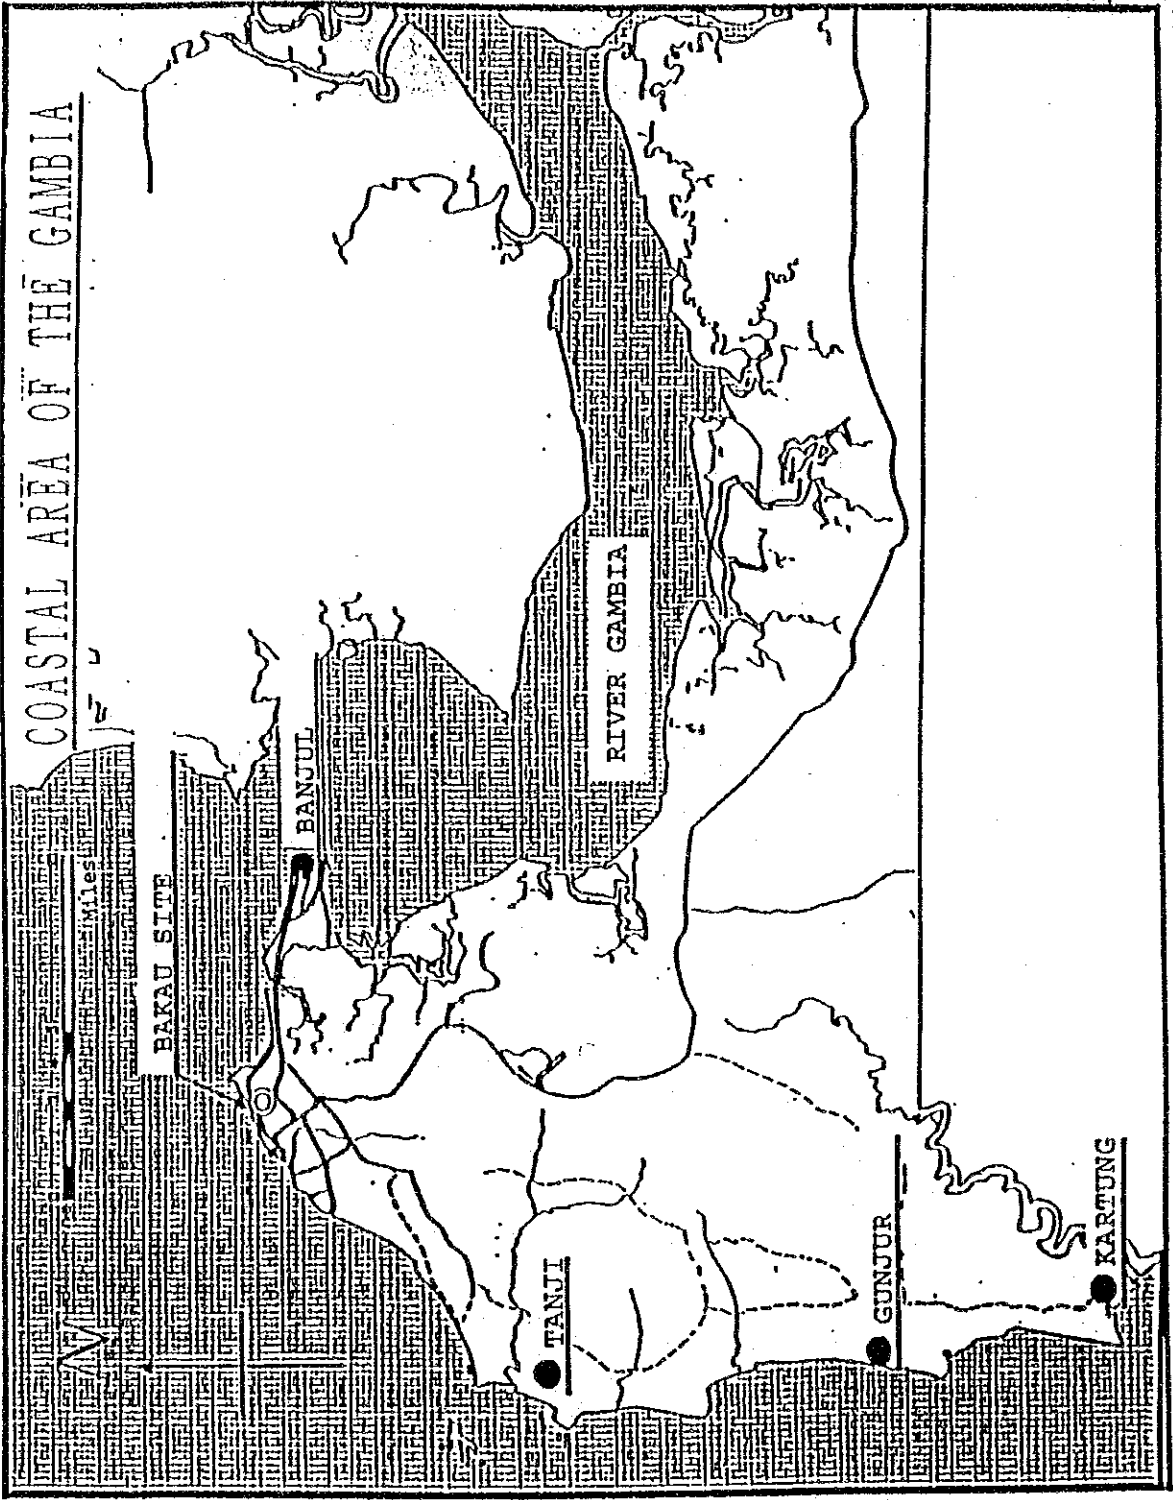 COASTAL AREA OF THE GAMBIA
Miles
BAKAU SITE
BANJUL
RIVER GAMBIA
TANJI
GUNJUR
KARTUNG